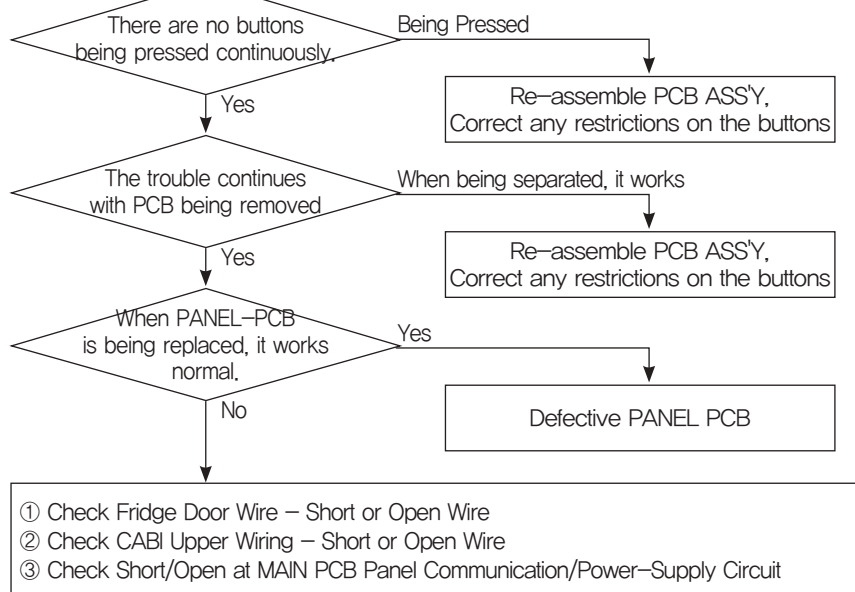 There are no buttons
being pressed continuously.
Being Pressed
Re-assemble PCB ASS'Y,
Correct any restrictions on the buttons
Yes
The trouble continues
with PCB being removed
When being separated, it works
Re-assemble PCB ASS'Y,
Correct any restrictions on the buttons
Yes
When PANEL-PCB
is being replaced, it works
normal.
Yes
Defective PANEL PCB
No
① Check Fridge Door Wire - Short or Open Wire
② Check CABI Upper Wiring - Short or Open Wire
③ Check Short/Open at MAIN PCB Panel Communication/Power-Supply Circuit